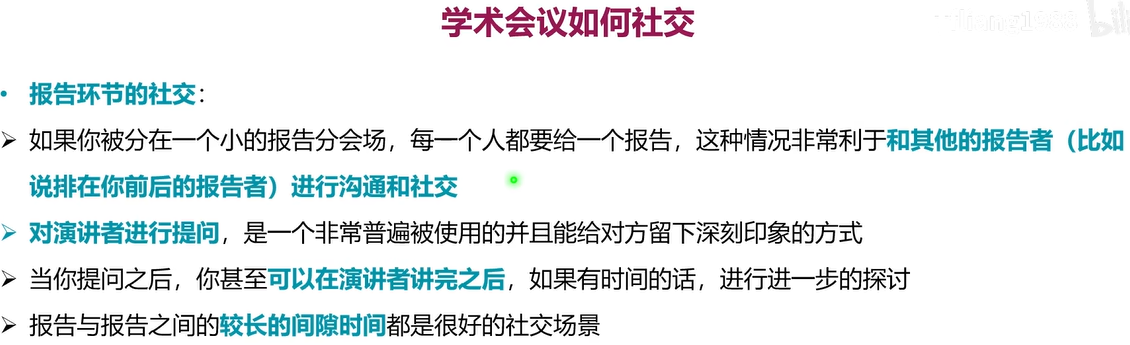 学术会议如何社交
• 报告环节的社交：
➢ 如果你被分在一个小的报告分会场，每一个人都要给一个报告，这种情况非常利于和其他的报告者（比如
说排在你前后的报告者）进行沟通和社交
➢ 对演讲者进行提问，是一个非常普遍被使用的并且能给对方留下深刻印象的方式
➢ 当你提问之后，你甚至可以在演讲者讲完之后，如果有时间的话，进行进一步的探讨
➢ 报告与报告之间的较长的间隙时间都是很好的社交场景